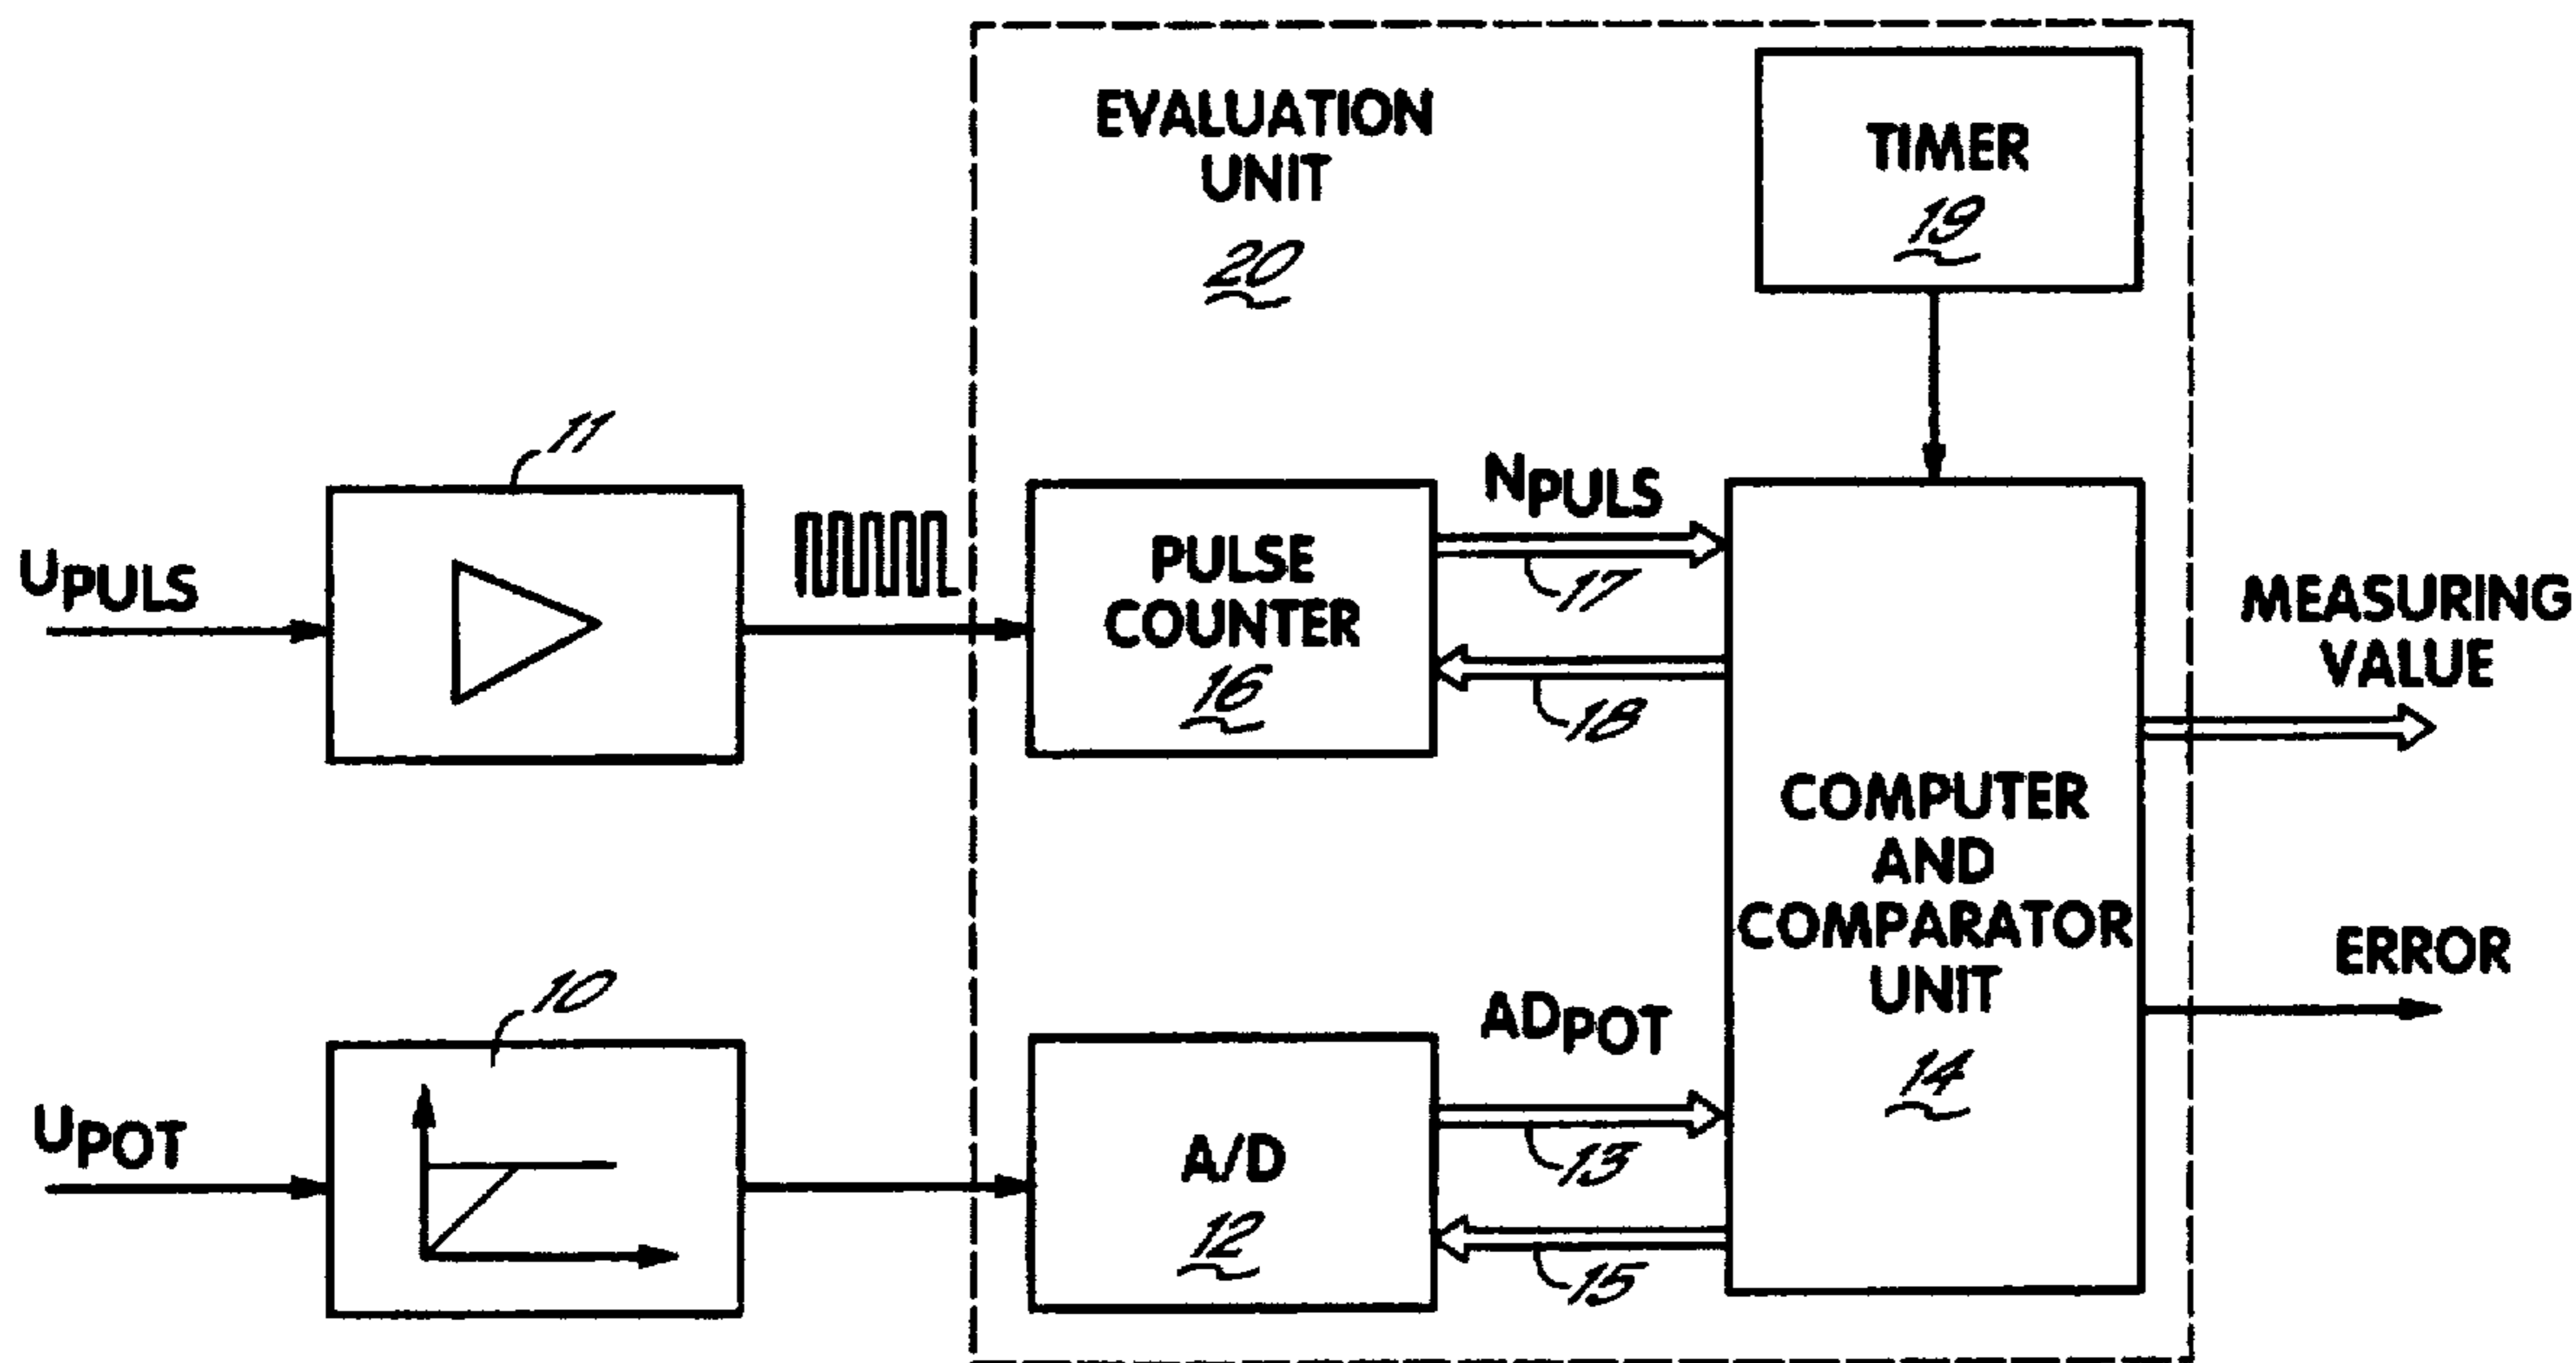 EVALUATION
UNIT
20
TIMER
19
11
UPULS
PULSE
COUNTER
16
NPULS
17
18
MEASURING
VALUE
COMPUTER
AND
COMPARATOR
UNIT
14
ERROR
10
UPOT
A/D
12
ADPOT
13
15